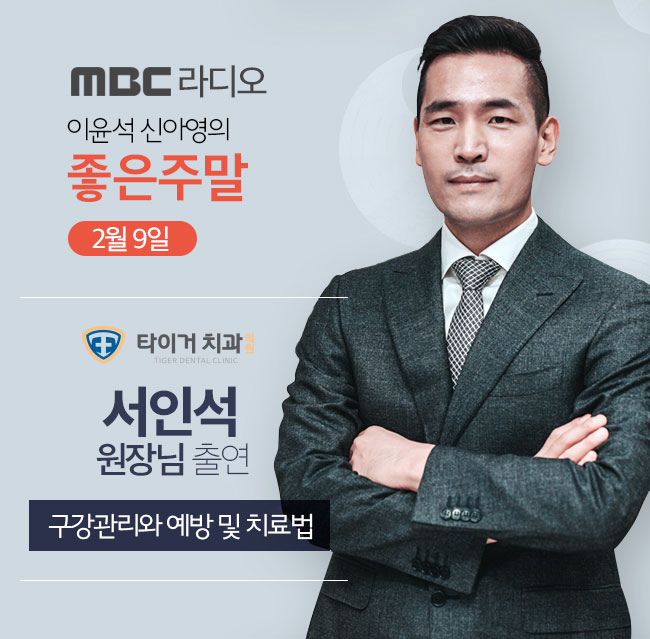 MBC 라디오
이윤석 신아영의
좋은주말
2월 9일
타이거 치과의원
TIGER DENTAL CLINIC
서인석
원장님 출연
구강관리와 예방 및 치료법